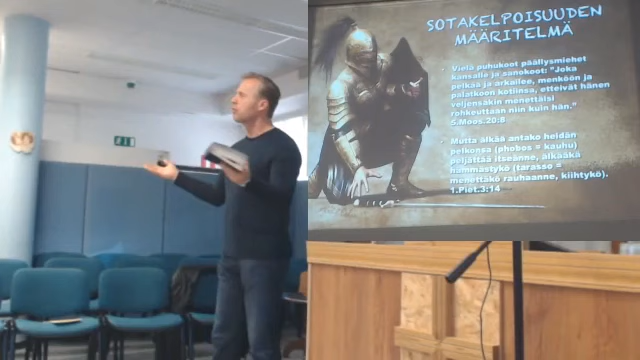 SOTAKELPOISUUDEN
MÄÄRITELMÄ
Vielä puhukoot päällysmiehet
kansalle ja sanokoot: "Joka
pelkää ja arkailee, menköön ja
palatkoon kotiinsa, etteivät hänen
veljensäkin menettäisi
rohkeuttaan niin kuin hän."
5.Moos.20:8
Mutta älkää antako heidän
pelkonsa (phobos = kauhu)
peljättää itseänne, älkääkä
hämmästykö (tarasso =
menettäkö rauhaanne, kiihtykö).
1.Piet.3:14